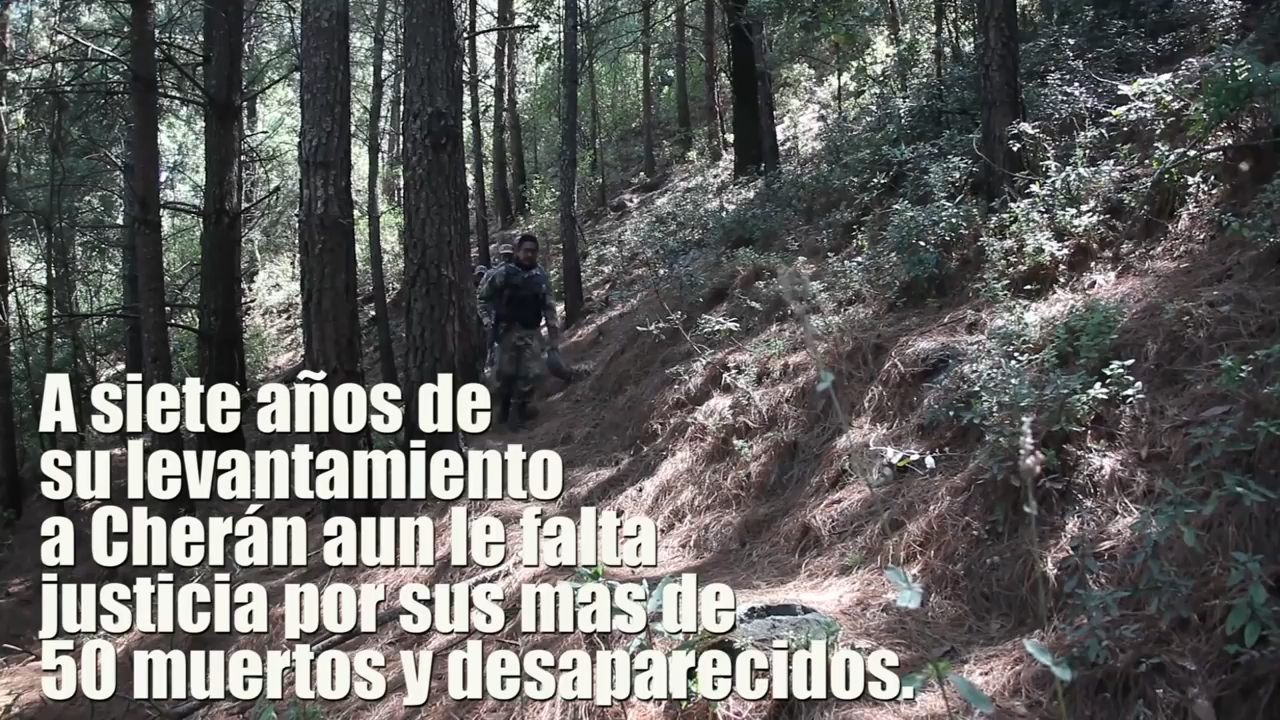 A siete años de
su levantamiento
a Cherán aun le falta
justicia por sus mas de
50 muertos y desaparecidos.